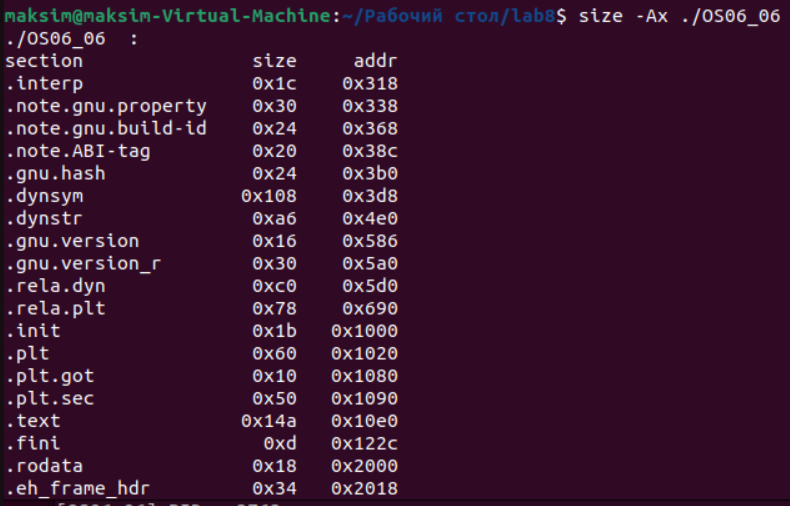 maksim@maksim-Virtual-Machine:~/Рабочий стол/lab8$ size -Ax ./OS06_06
./OS06_06  :
section              size     addr
.interp              0x1c    0x318
.note.gnu.property   0x30    0x338
.note.gnu.build-id   0x24    0x368
.note.ABI-tag        0x20    0x38c
.gnu.hash            0x24    0x3b0
.dynsym             0x108    0x3d8
.dynstr              0xa6    0x4e0
.gnu.version         0x16    0x586
.gnu.version_r       0x30    0x5a0
.rela.dyn            0xc0    0x5d0
.rela.plt            0x78    0x690
.init                0x1b   0x1000
.plt                 0x60   0x1020
.plt.got             0x10   0x1080
.plt.sec             0x50   0x1090
.text               0x14a   0x10e0
.fini                 0xd   0x122c
.rodata              0x18   0x2000
.eh_frame_hdr        0x34   0x2018